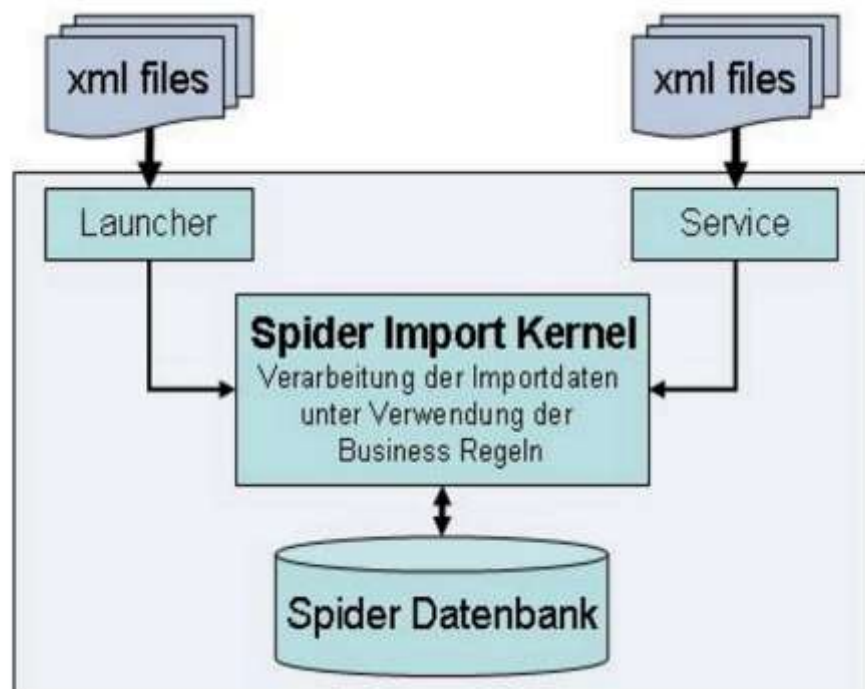 xml files
xml files
Launcher
Service
Spider Import Kernel
Verarbeitung der Importdaten
unter Verwendung der
Business Regeln
Spider Datenbank